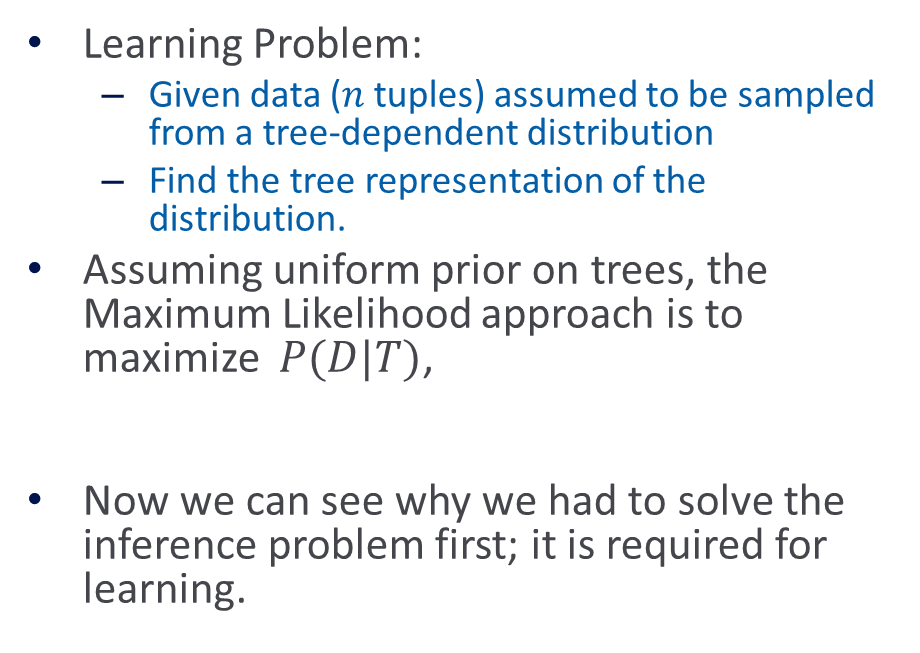 • Learning Problem:
– Given data (n tuples) assumed to be sampled
from a tree-dependent distribution
– Find the tree representation of the
distribution.
• Assuming uniform prior on trees, the
Maximum Likelihood approach is to
maximize P(D|T),
• Now we can see why we had to solve the
inference problem first; it is required for
learning.